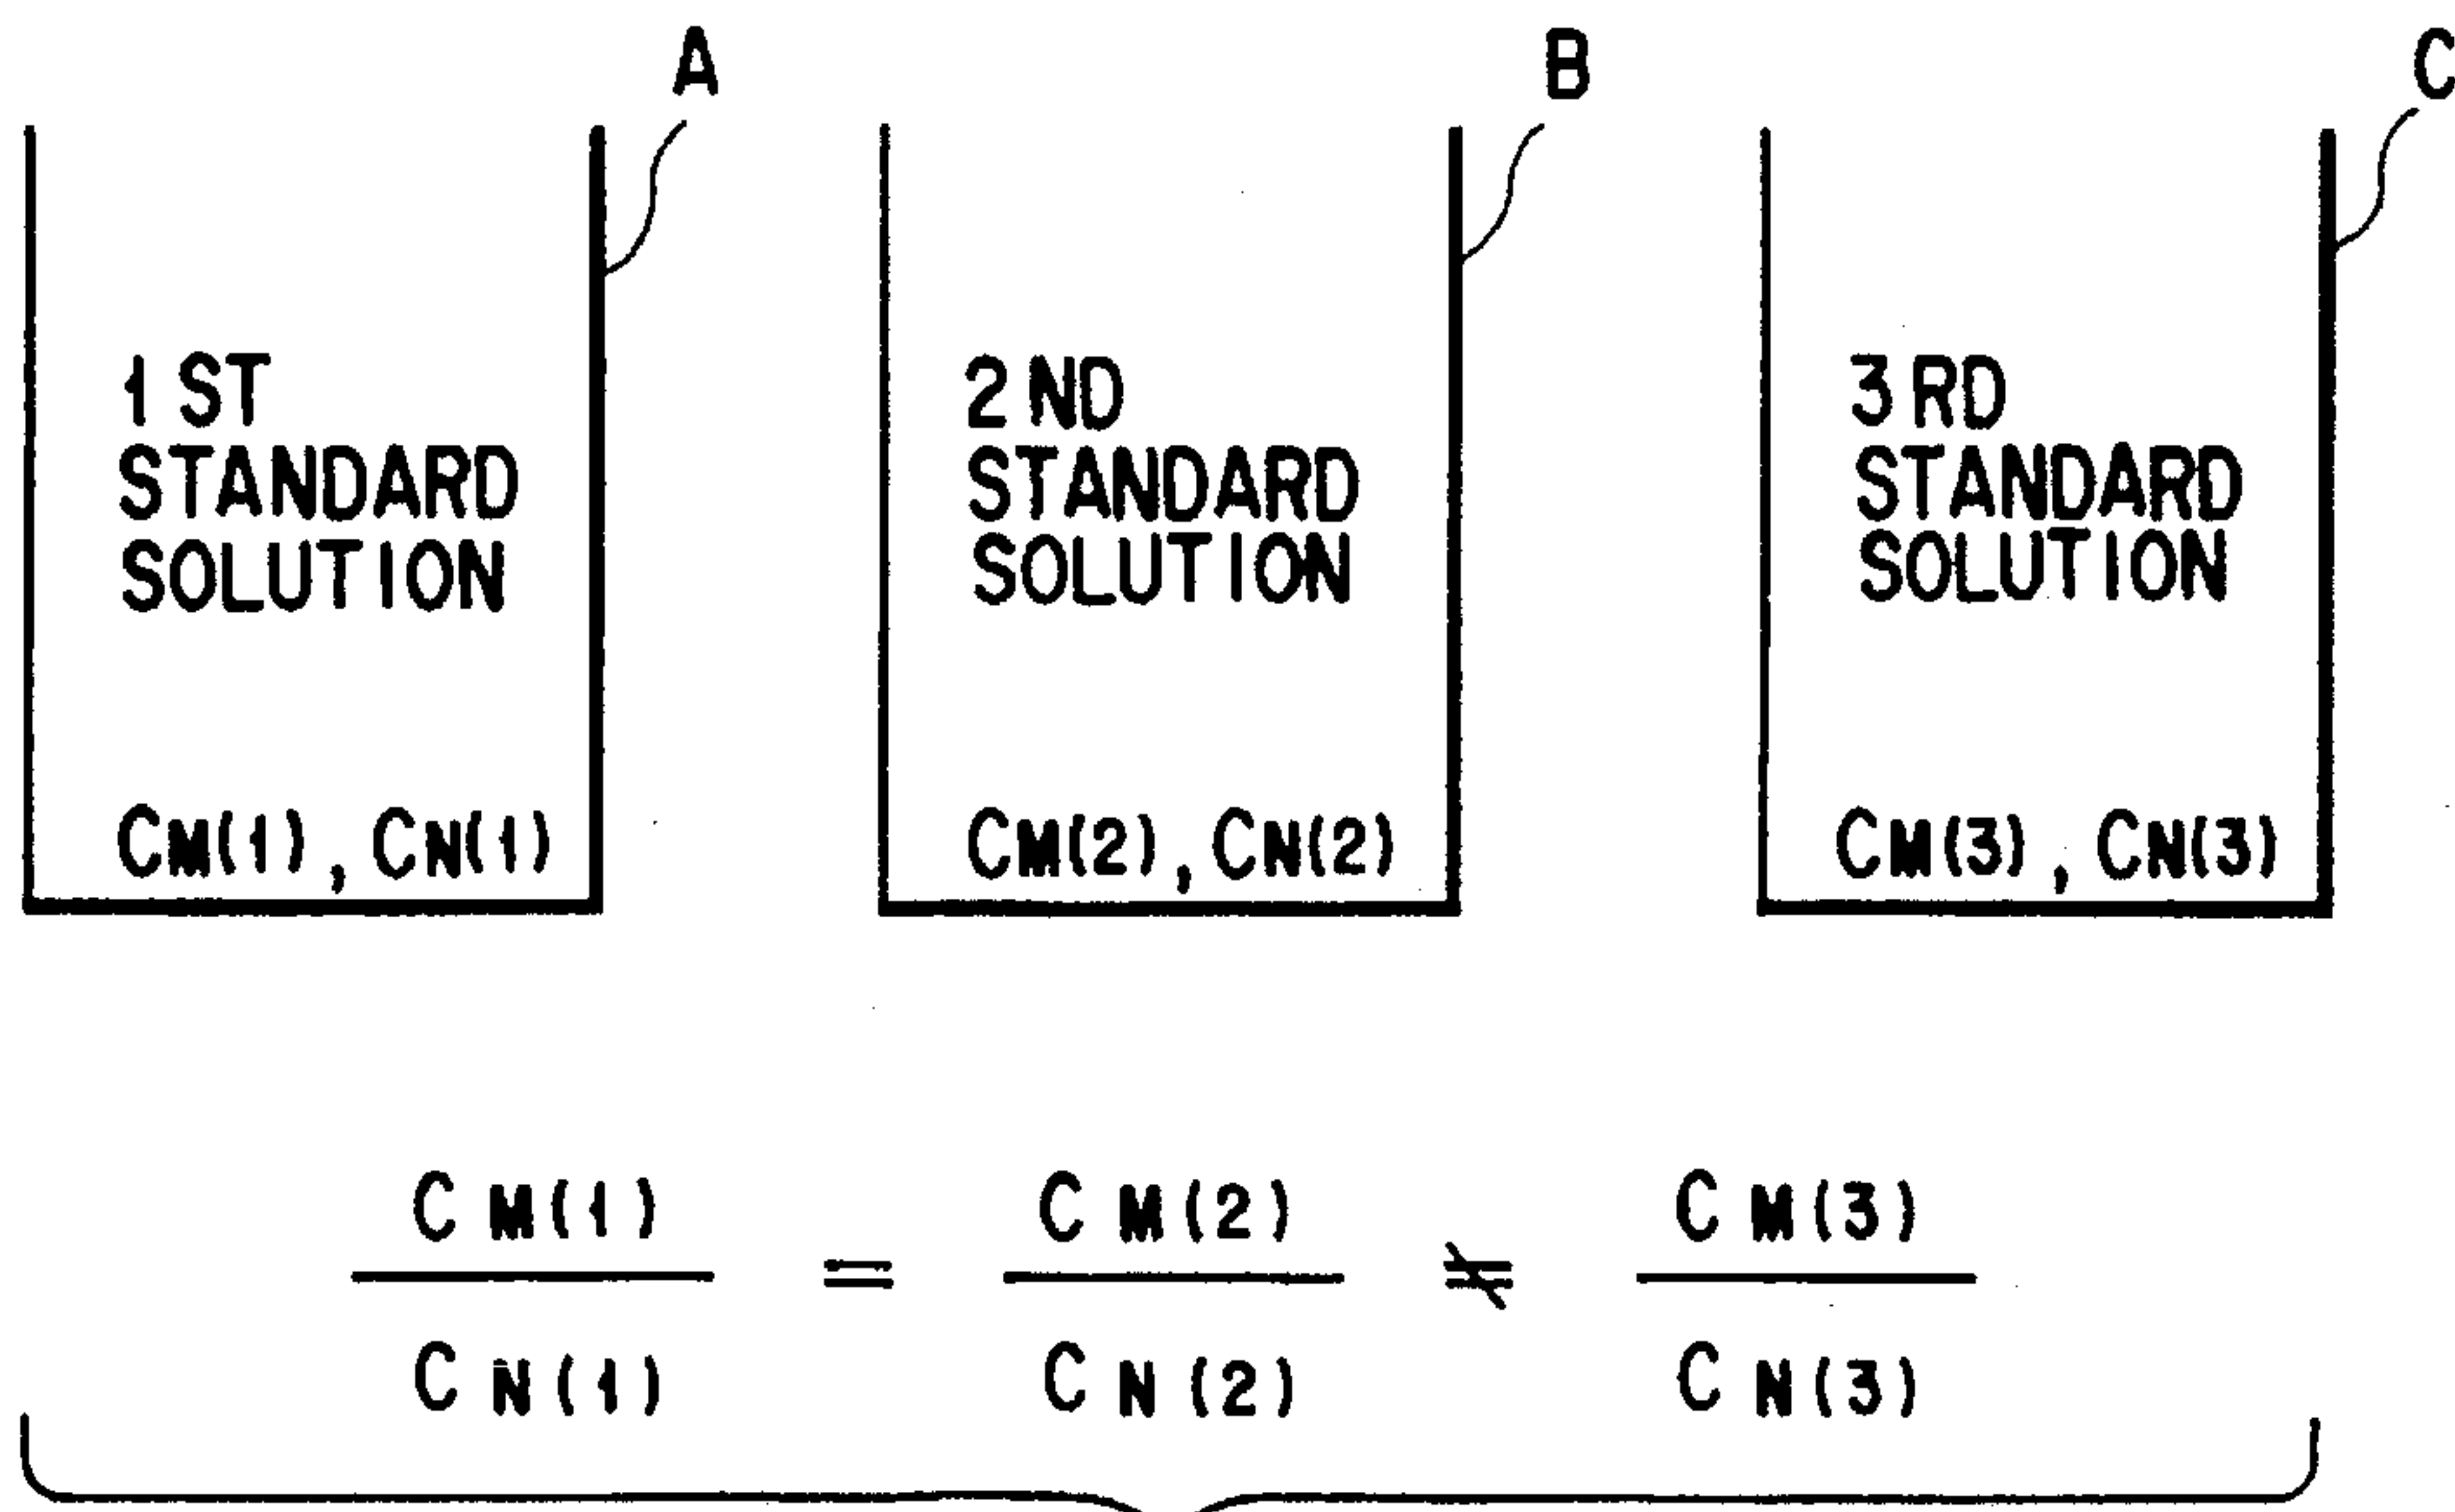 A
B
C
1 ST
STANDARD
SOLUTION
CM(1), CN(1)
2 ND
STANDARD
SOLUTION
CM(2), CN(2)
3 RD
STANDARD
SOLUTION
CM(3), CN(3)
CM(1) / CN(1) = CM(2) / CN(2) ≠ CM(3) / CN(3)